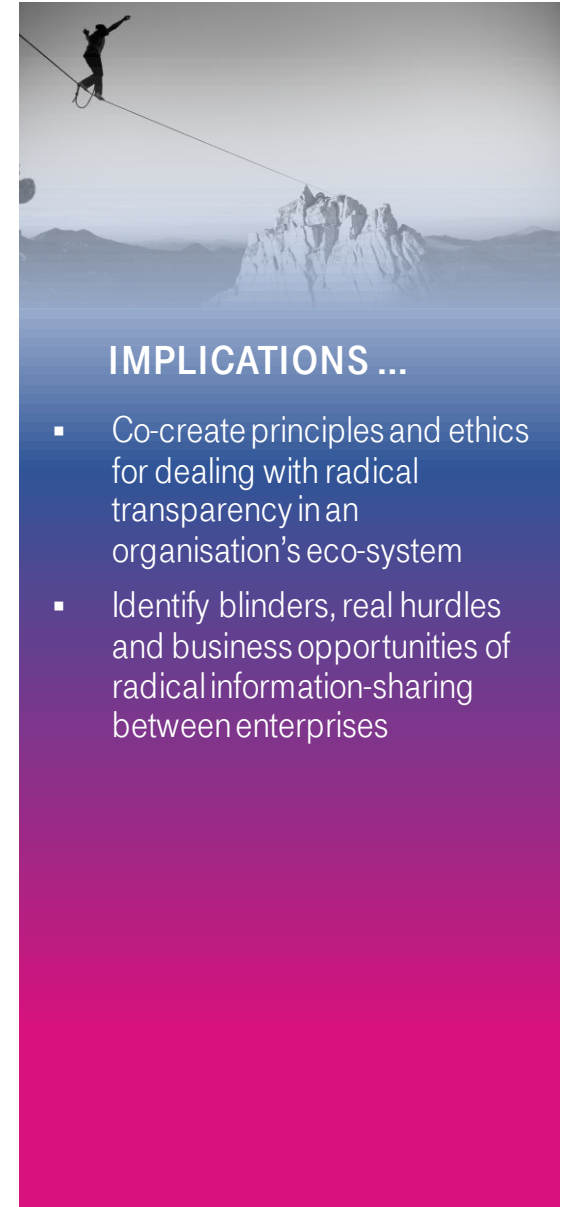 IMPLICATIONS ...
▪ Co-create principles and ethics
for dealing with radical
transparency in an
organisation’s eco-system
▪ Identify blinders, real hurdles
and business opportunities of
radical information-sharing
between enterprises